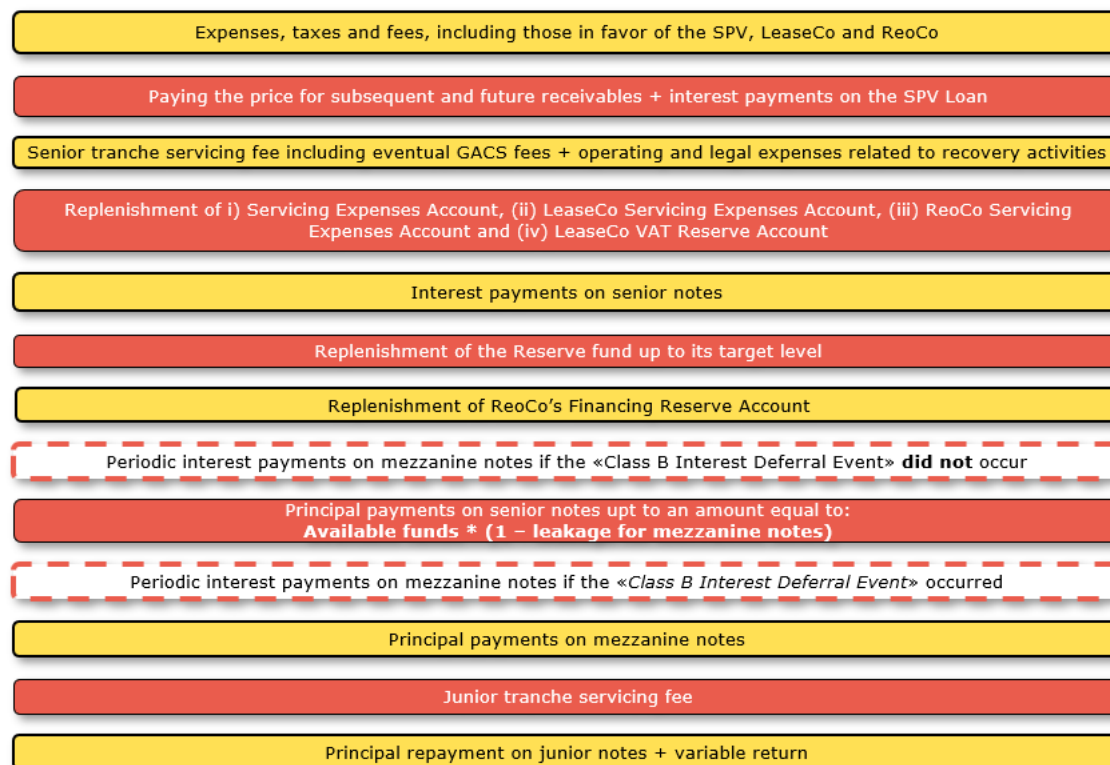 Expenses, taxes and fees, including those in favor of the SPV, LeaseCo and ReoCo
Paying the price for subsequent and future receivables + interest payments on the SPV Loan
Senior tranche servicing fee including eventual GACS fees + operating and legal expenses related to recovery activities
Replenishment of i) Servicing Expenses Account, (ii) LeaseCo Servicing Expenses Account, (iii) ReoCo Servicing
Expenses Account and (iv) LeaseCo VAT Reserve Account
Interest payments on senior notes
Replenishment of the Reserve fund up to its target level
Replenishment of ReoCo’s Financing Reserve Account
Periodic interest payments on mezzanine notes if the «Class B Interest Deferral Event» did not occur
Principal payments on senior notes upt to an amount equal to:
Available funds * (1 – leakage for mezzanine notes)
Periodic interest payments on mezzanine notes if the «Class B Interest Deferral Event» occurred
Principal payments on mezzanine notes
Junior tranche servicing fee
Principal repayment on junior notes + variable return